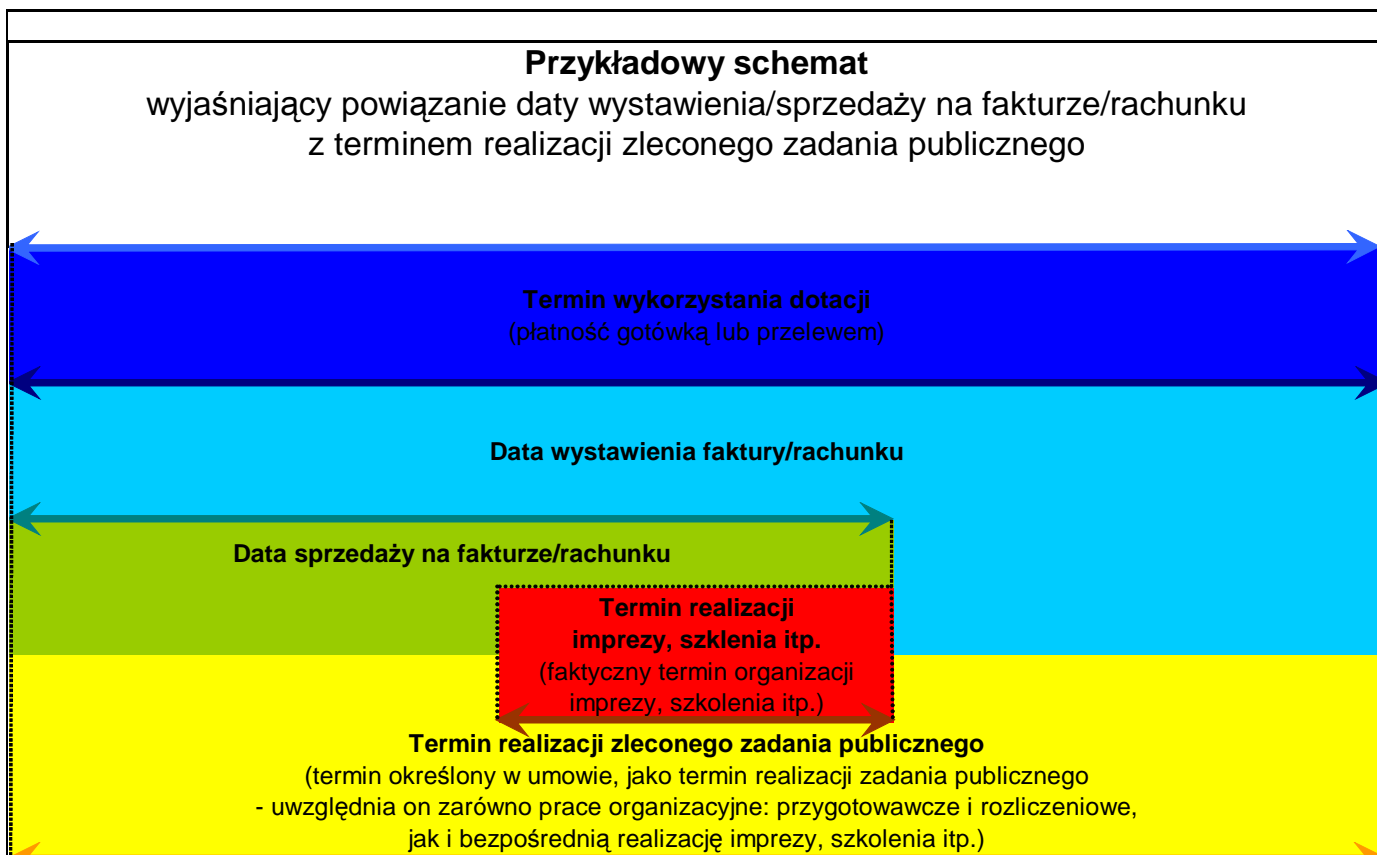 Przykładowy schemat
wyjaśniający powiązanie daty wystawienia/sprzedaży na fakturze/rachunku
z terminem realizacji zleconego zadania publicznego
Termin wykorzystania dotacji
(płatność gotówką lub przelewem)
Data wystawienia faktury/rachunku
Data sprzedaży na fakturze/rachunku
Termin realizacji
imprezy, szklenia itp.
(faktyczny termin organizacji
imprezy, szkolenia itp.)
Termin realizacji zleconego zadania publicznego
(termin określony w umowie, jako termin realizacji zadania publicznego
- uwzględnia on zarówno prace organizacyjne: przygotowawcze i rozliczeniowe,
jak i bezpośrednią realizację imprezy, szkolenia itp.)